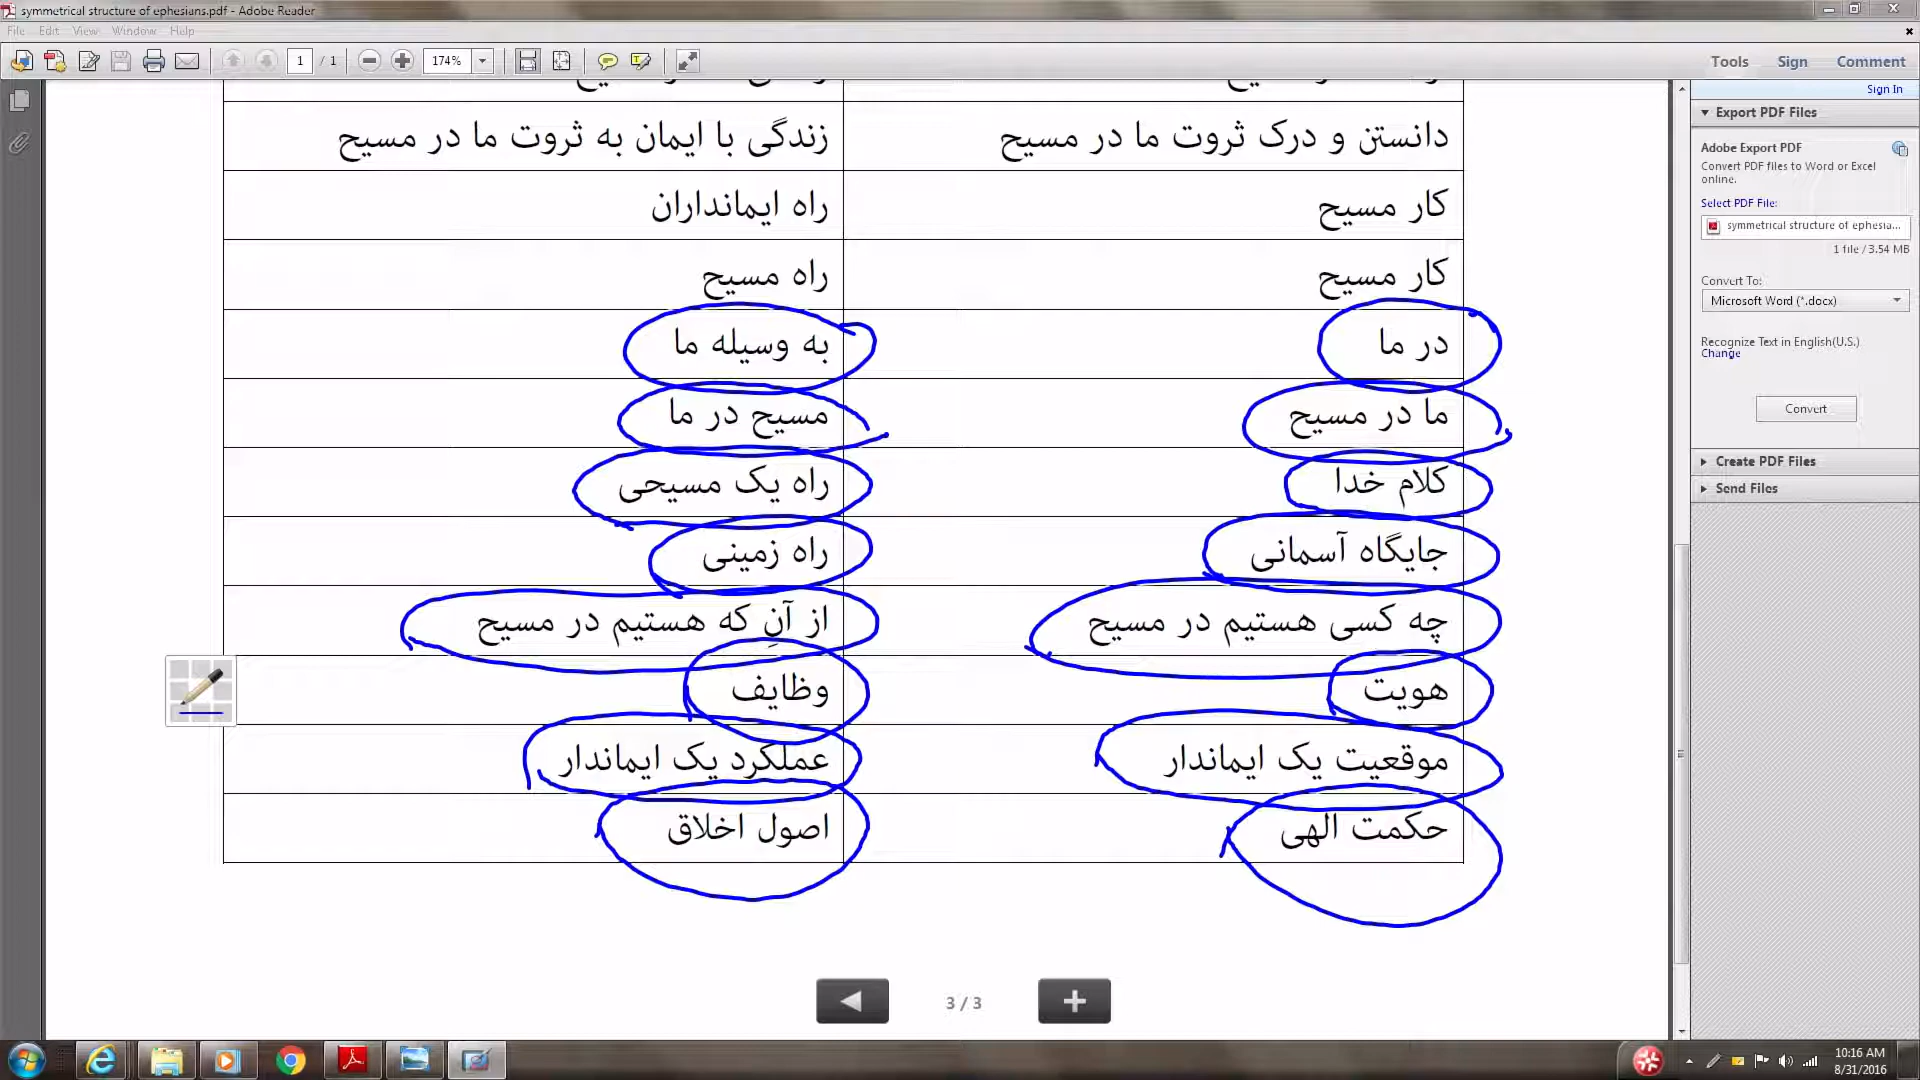 symmetrical structure of ephesians.pdf - Adobe Reader
File Edit View Window Help
1 / 1 174% Tools Sign Comment
Sign In
Export PDF Files
Adobe Export PDF
Convert PDF files to Word or Excel
online.
Select PDF File:
symmetrical structure of ephesia...
1 file / 3.54 MB
Convert To:
Microsoft Word (*.docx)
Recognize Text in English(U.S.)
Change
Convert
Create PDF Files
Send Files
دانستن و درک ثروت ما در مسیح زندگی با ایمان به ثروت ما در مسیح
کار مسیح راه ایمانداران
کار مسیح راه مسیح
در ما به وسیله ما
ما در مسیح مسیح در ما
کلام خدا راه یک مسیحی
جایگاه آسمانی راه زمینی
چه کسی هستیم در مسیح از آنِ که هستیم در مسیح
هویت وظایف
موقعیت یک ایماندار عملکرد یک ایماندار
حکمت الهی اصول اخلاق
3 / 3
10:16 AM
8/31/2016